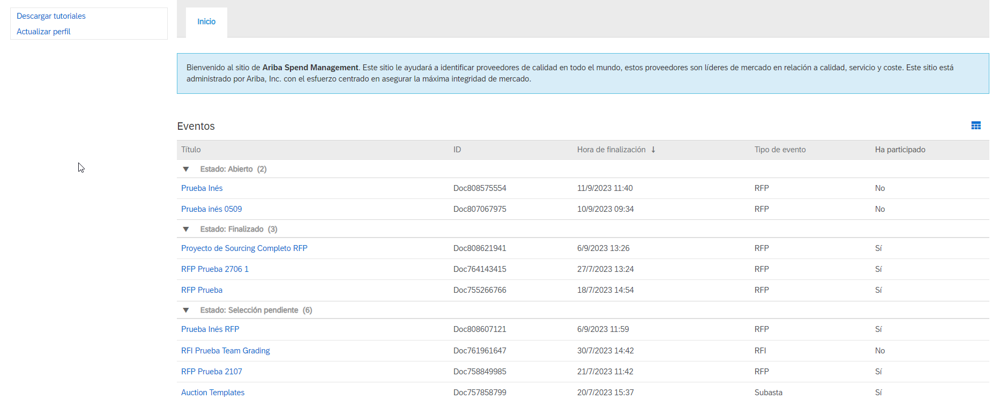 Descargar tutoriales
Actualizar perfil
Inicio
Bienvenido al sitio de Ariba Spend Management. Este sitio le ayudará a identificar proveedores de calidad en todo el mundo, estos proveedores son líderes de mercado en relación a calidad, servicio y coste. Este sitio está
administrado por Ariba, Inc. con el esfuerzo centrado en asegurar la máxima integridad de mercado.
Eventos
Título ID Hora de finalización ↓ Tipo de evento Ha participado
▼ Estado: Abierto (2)
Prueba Inés Doc808575554 11/9/2023 11:40 RFP No
Prueba inés 0509 Doc807067975 10/9/2023 09:34 RFP No
▼ Estado: Finalizado (3)
Proyecto de Sourcing Completo RFP Doc808621941 6/9/2023 13:26 RFP Sí
RFP Prueba 2706 1 Doc764143415 27/7/2023 13:24 RFP Sí
RFP Prueba Doc755266766 18/7/2023 14:54 RFP Sí
▼ Estado: Selección pendiente (6)
Prueba Inés RFP Doc808607121 6/9/2023 11:59 RFP Sí
RFI Prueba Team Grading Doc761961647 30/7/2023 14:42 RFI No
RFP Prueba 2107 Doc758849985 21/7/2023 11:42 RFP Sí
Auction Templates Doc757858799 20/7/2023 15:37 Subasta Sí